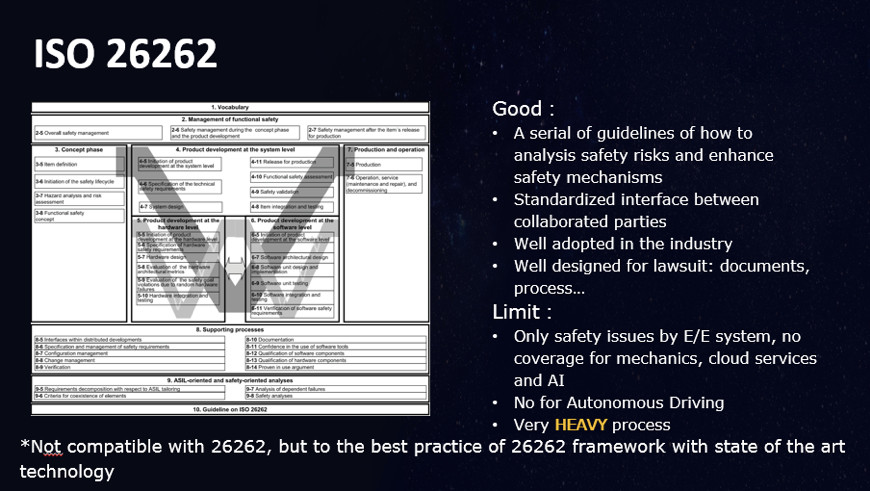 ISO 26262
1. Vocabulary
2. Management of functional safety
2-5 Overall safety management
2-6 Safety management during the concept phase
and the product development
2-7 Safety management after the item's release
for production
3. Concept phase
3-5 Item definition
3-6 Initiation of the safety lifecycle
3-7 Hazard analysis and risk
assessment
3-8 Functional safety
concept
4. Product development at the system level
4-5 Initiation of product
development at the system level
4-6 Specification of the technical
safety requirements
4-7 System design
4-11 Release for production
4-10 Functional safety assessment
4-9 Safety validation
4-8 Item integration and testing
7. Production and operation
7-5 Production
7-6 Operation, service
(maintenance and repair), and
decommissioning
5. Product development at the
hardware level
5-5 Initiation of product
development at the hardware level
5-6 Specification of hardware
safety requirements
5-7 Hardware design
5-8 Evaluation of the hardware
architectural metrics
5-9 Evaluation of the safety goal
violations due to random hardware
failures
5-10 Hardware integration and
testing
6. Product development at the
software level
6-5 Initiation of product
development at the software level
6-7 Software architectural design
6-8 Software unit design and
implementation
6-9 Software unit testing
6-10 Software integration and
testing
6-11 Verification of software safety
requirements
8. Supporting processes
8-5 Interfaces within distributed developments
8-6 Specification and management of safety requirements
8-7 Configuration management
8-8 Change management
8-9 Verification
8-10 Documentation
8-11 Confidence in the use of software tools
8-12 Qualification of software components
8-13 Qualification of hardware components
8-14 Proven in use argument
9. ASIL-oriented and safety-oriented analyses
9-5 Requirements decomposition with respect to ASIL tailoring
9-6 Criteria for coexistence of elements
9-7 Analysis of dependent failures
9-8 Safety analyses
10. Guideline on ISO 26262
Good :
• A serial of guidelines of how to
analysis safety risks and enhance
safety mechanisms
• Standardized interface between
collaborated parties
• Well adopted in the industry
• Well designed for lawsuit: documents,
process…
Limit :
• Only safety issues by E/E system, no
coverage for mechanics, cloud services
and AI
• No for Autonomous Driving
• Very HEAVY process
*Not compatible with 26262, but to the best practice of 26262 framework with state of the art
technology